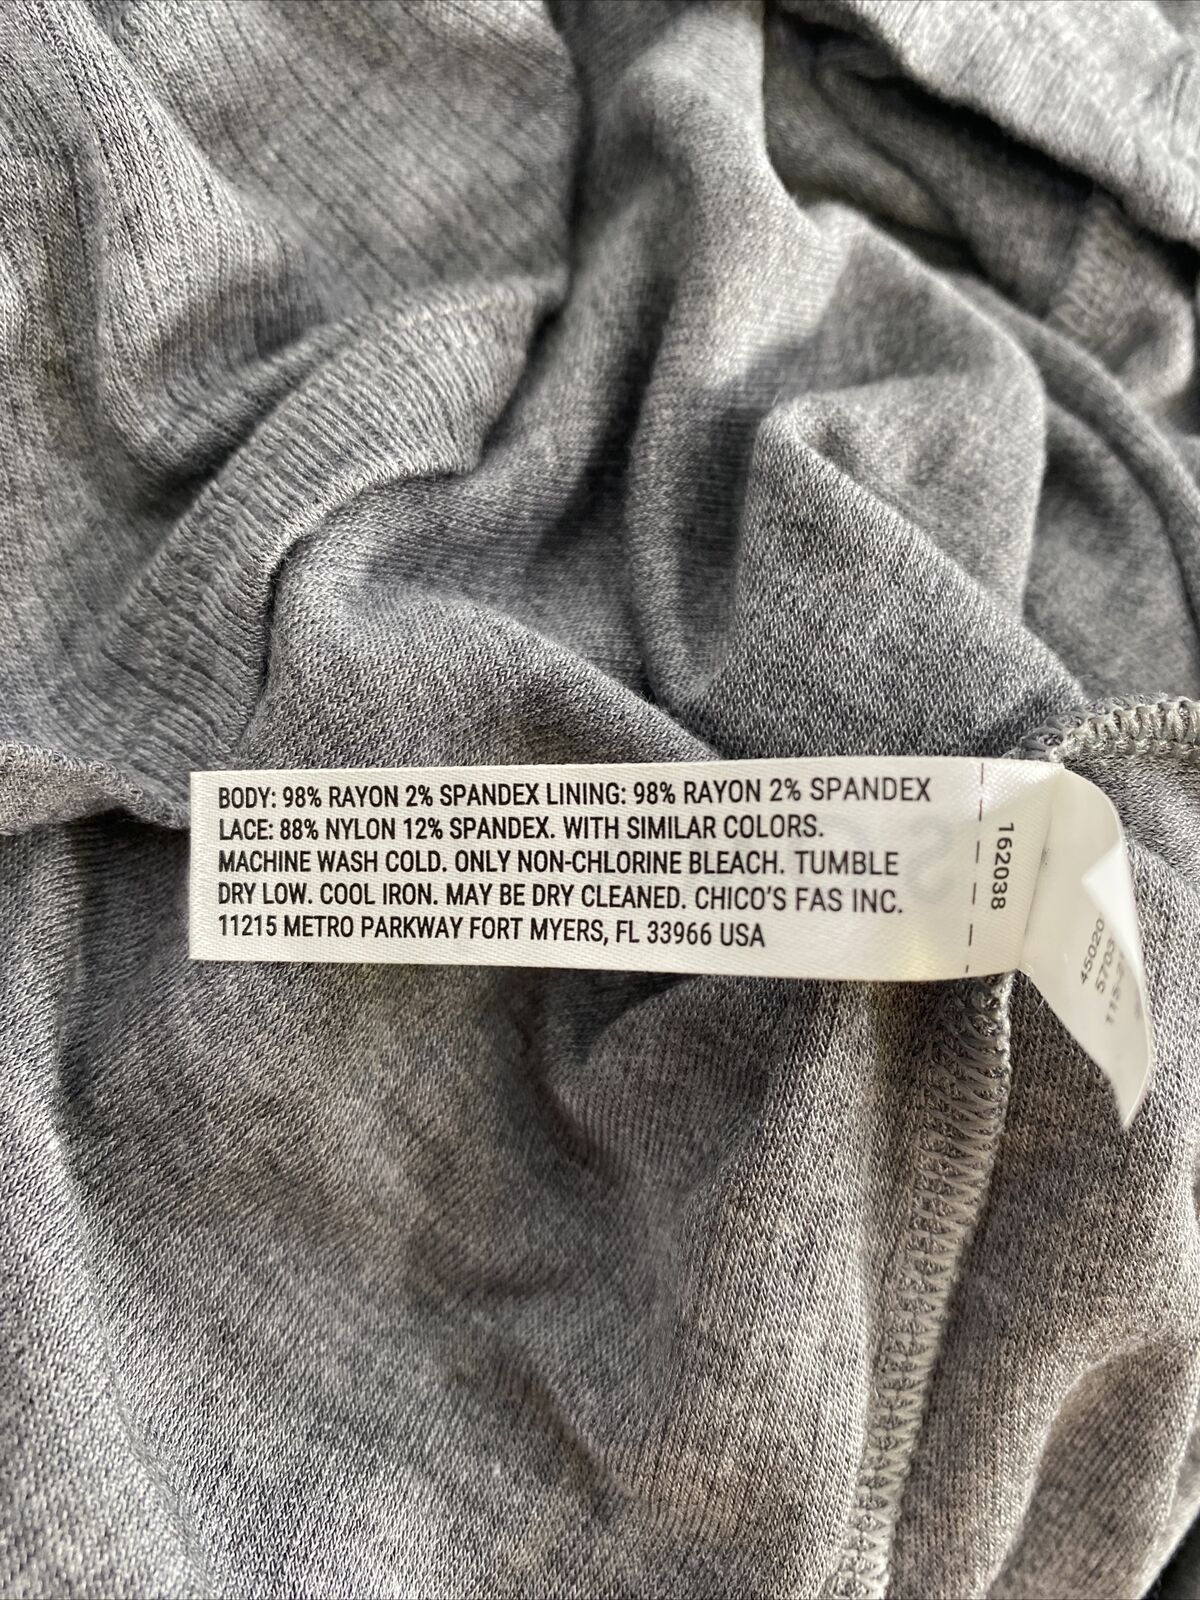 BODY: 98% RAYON 2% SPANDEX LINING: 98% RAYON 2% SPANDEX
LACE: 88% NYLON 12% SPANDEX. WITH SIMILAR COLORS.
MACHINE WASH COLD. ONLY NON-CHLORINE BLEACH. TUMBLE
DRY LOW. COOL IRON. MAY BE DRY CLEANED. CHICO'S FAS INC.
11215 METRO PARKWAY FORT MYERS, FL 33966 USA
162038
5703